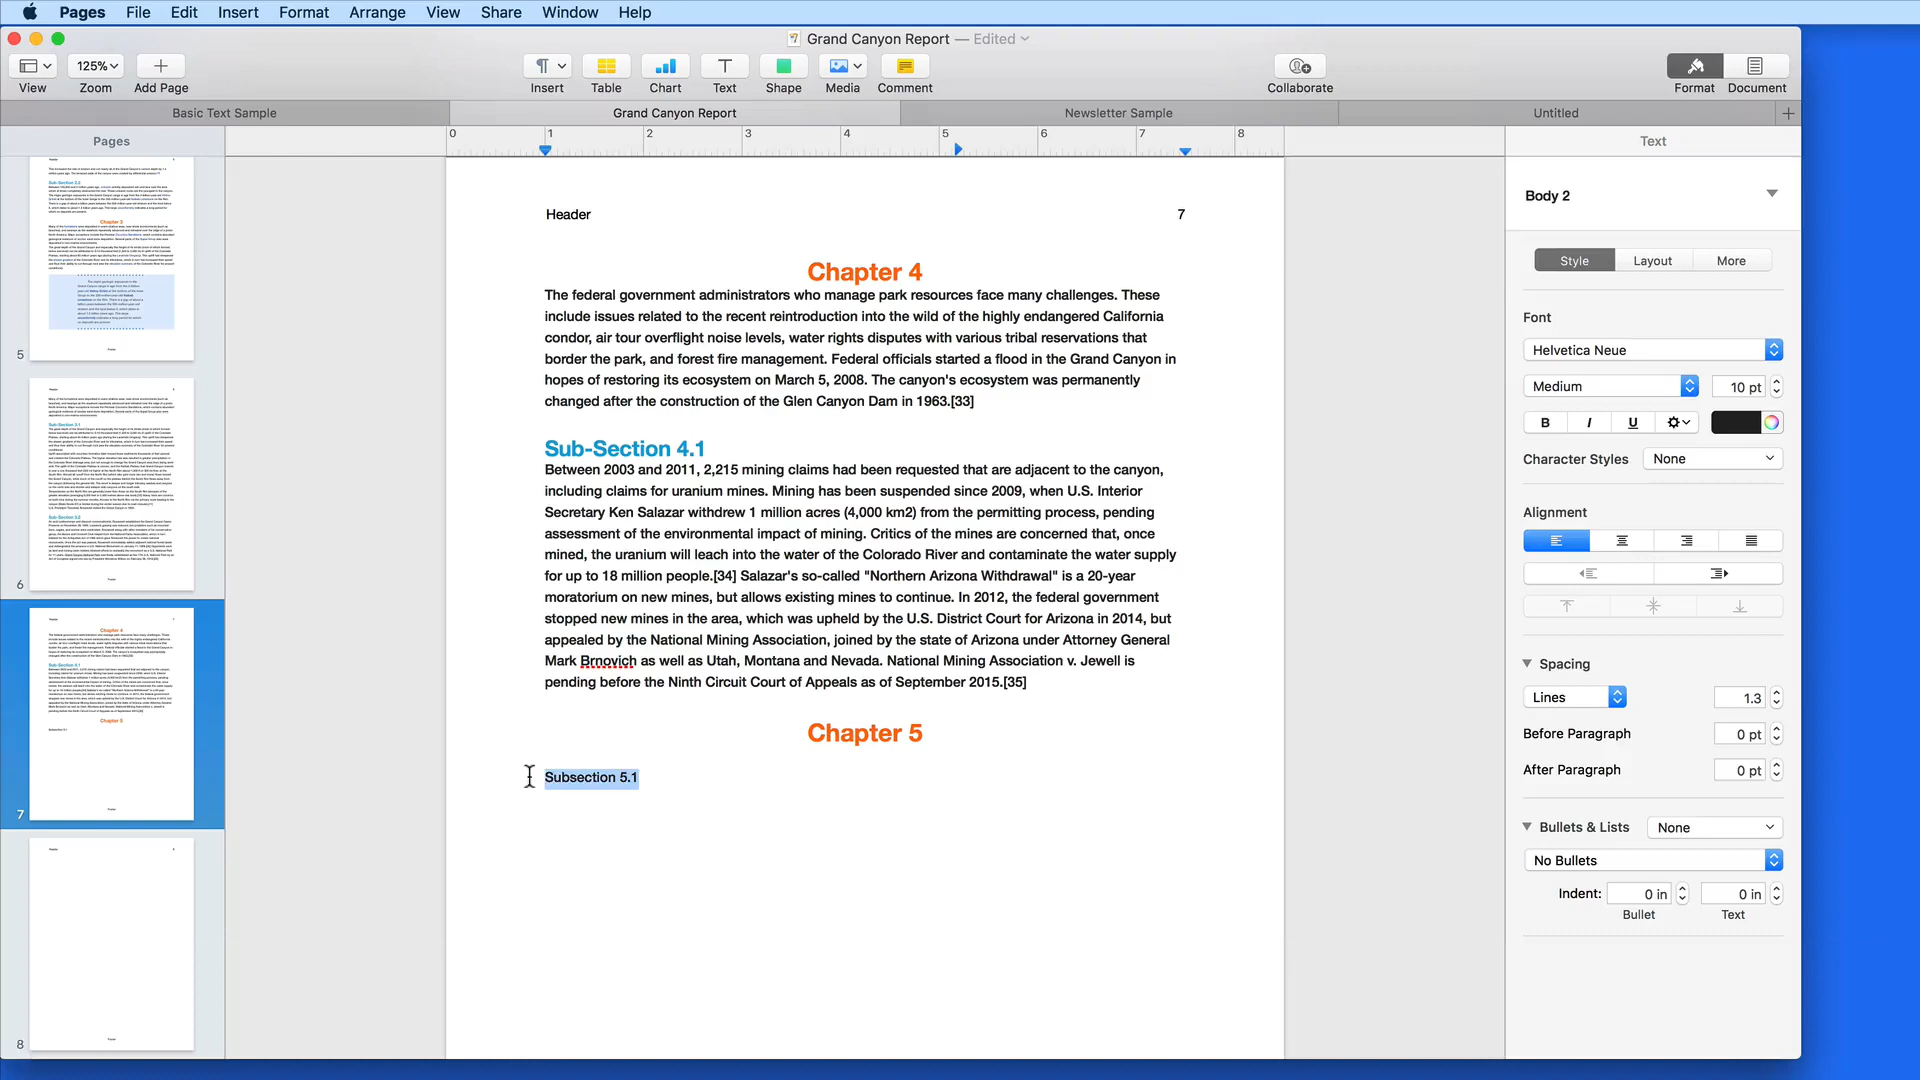 Pages File Edit Insert Format Arrange View Share Window Help
Grand Canyon Report — Edited
125%
View Zoom Add Page Insert Table Chart Text Shape Media Comment Collaborate Format Document
Basic Text Sample Grand Canyon Report Newsletter Sample Untitled
Pages
0 1 2 3 4 5 6 7 8
Text
Header 7
Chapter 4
The federal government administrators who manage park resources face many challenges. These
include issues related to the recent reintroduction into the wild of the highly endangered California
condor, air tour overflight noise levels, water rights disputes with various tribal reservations that
border the park, and forest fire management. Federal officials started a flood in the Grand Canyon in
hopes of restoring its ecosystem on March 5, 2008. The canyon's ecosystem was permanently
changed after the construction of the Glen Canyon Dam in 1963.[33]
Sub-Section 4.1
Between 2003 and 2011, 2,215 mining claims had been requested that are adjacent to the canyon,
including claims for uranium mines. Mining has been suspended since 2009, when U.S. Interior
Secretary Ken Salazar withdrew 1 million acres (4,000 km2) from the permitting process, pending
assessment of the environmental impact of mining. Critics of the mines are concerned that, once
mined, the uranium will leach into the water of the Colorado River and contaminate the water supply
for up to 18 million people.[34] Salazar's so-called "Northern Arizona Withdrawal" is a 20-year
moratorium on new mines, but allows existing mines to continue. In 2012, the federal government
stopped new mines in the area, which was upheld by the U.S. District Court for Arizona in 2014, but
appealed by the National Mining Association, joined by the state of Arizona under Attorney General
Mark Brnovich as well as Utah, Montana and Nevada. National Mining Association v. Jewell is
pending before the Ninth Circuit Court of Appeals as of September 2015.[35]
Chapter 5
Subsection 5.1
5
6
7
8
Body 2
Style Layout More
Font
Helvetica Neue
Medium 10 pt
B I U
Character Styles None
Alignment
Spacing
Lines 1.3
Before Paragraph 0 pt
After Paragraph 0 pt
Bullets & Lists None
No Bullets
Indent: 0 in 0 in
Bullet Text